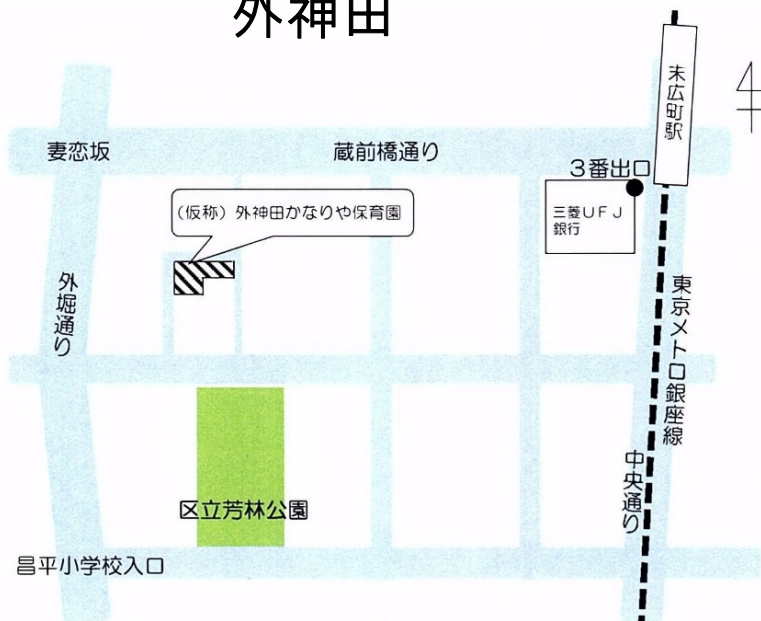 外神田
末広町駅
妻恋坂
蔵前橋通り
3番出口
(仮称)外神田かなりや保育園
三菱UFJ
銀行
外堀通り
東京メトロ銀座線
中央通り
区立芳林公園
昌平小学校入口